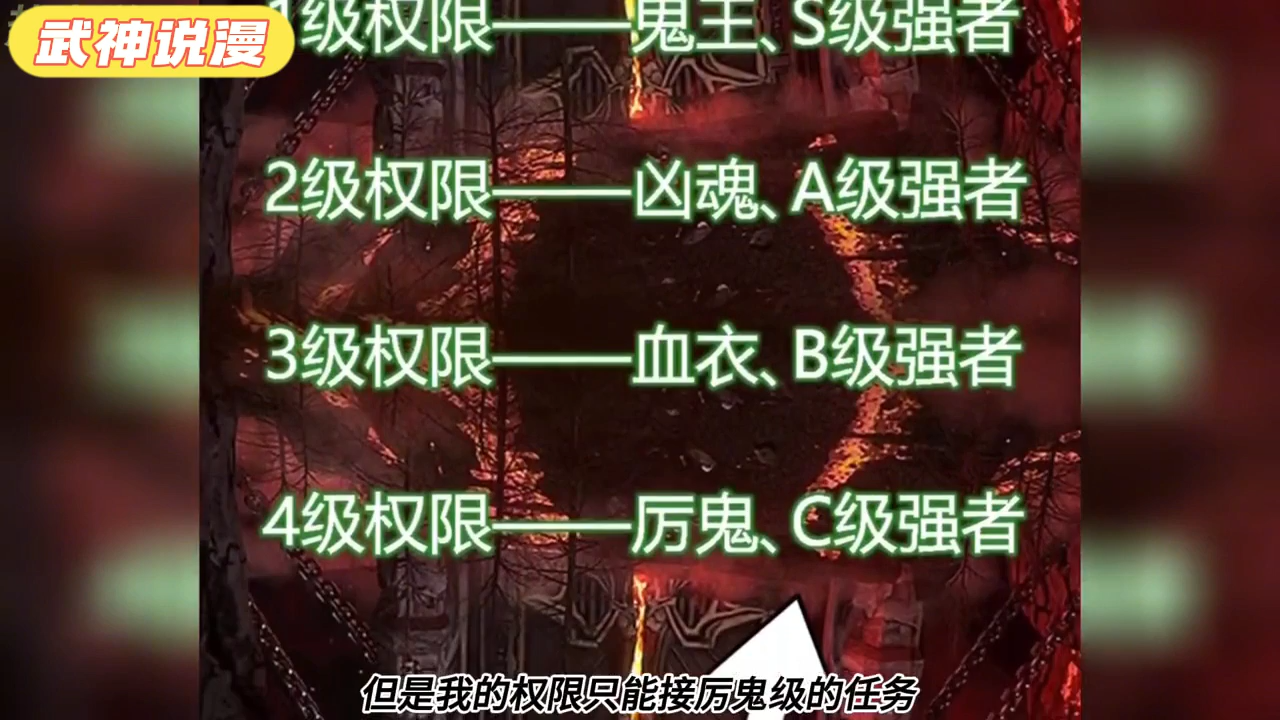 武神说漫
1级权限——鬼王、S级强者
2级权限——凶魂、A级强者
3级权限——血衣、B级强者
4级权限——厉鬼、C级强者
但是我的权限只能接厉鬼级的任务